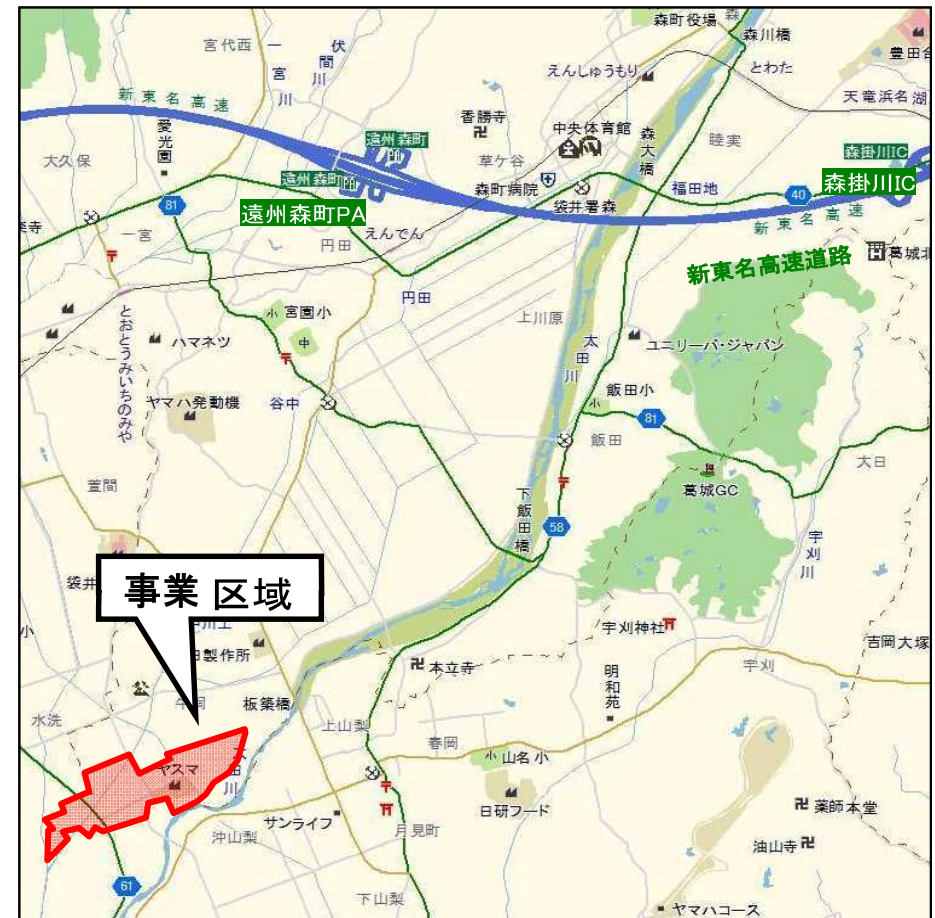 森町役場
森
森川橋
宮代西
一宮川
伏間川
えんしゅうもり
とわた
豊田合
天竜浜名湖
新東名高速
愛光園
香勝寺
中央体育館
森大橋
睦実
大久保
遠州森町
草ケ谷
森掛川IC
遠州森町
森町病院
袋井署森
福田地
40
森掛川IC
81
遠州森町PA
えんでん
新東名高速
一宮
円田
新東名高速道路
葛城北
円田
とおとうみいちのみや
小 宮園小
中
上川原
太田川
ユニリーバ・ジャパン
ハマネツ
ヤマハ発動機
谷中
飯田小
小
81
飯田
大日
萱間
葛城GC
下飯田橋
58
宇刈川
袋井
事業 区域
小
宇刈神社
吉岡大塚
製作所
本立寺
宇刈
明和苑
水洗
板築橋
上山梨
春岡
小 山名小
ヤスマ
太田川
日研フード
サンライフ
薬師本堂
沖山梨
月見町
油山寺
61
下山梨
ヤマハコース